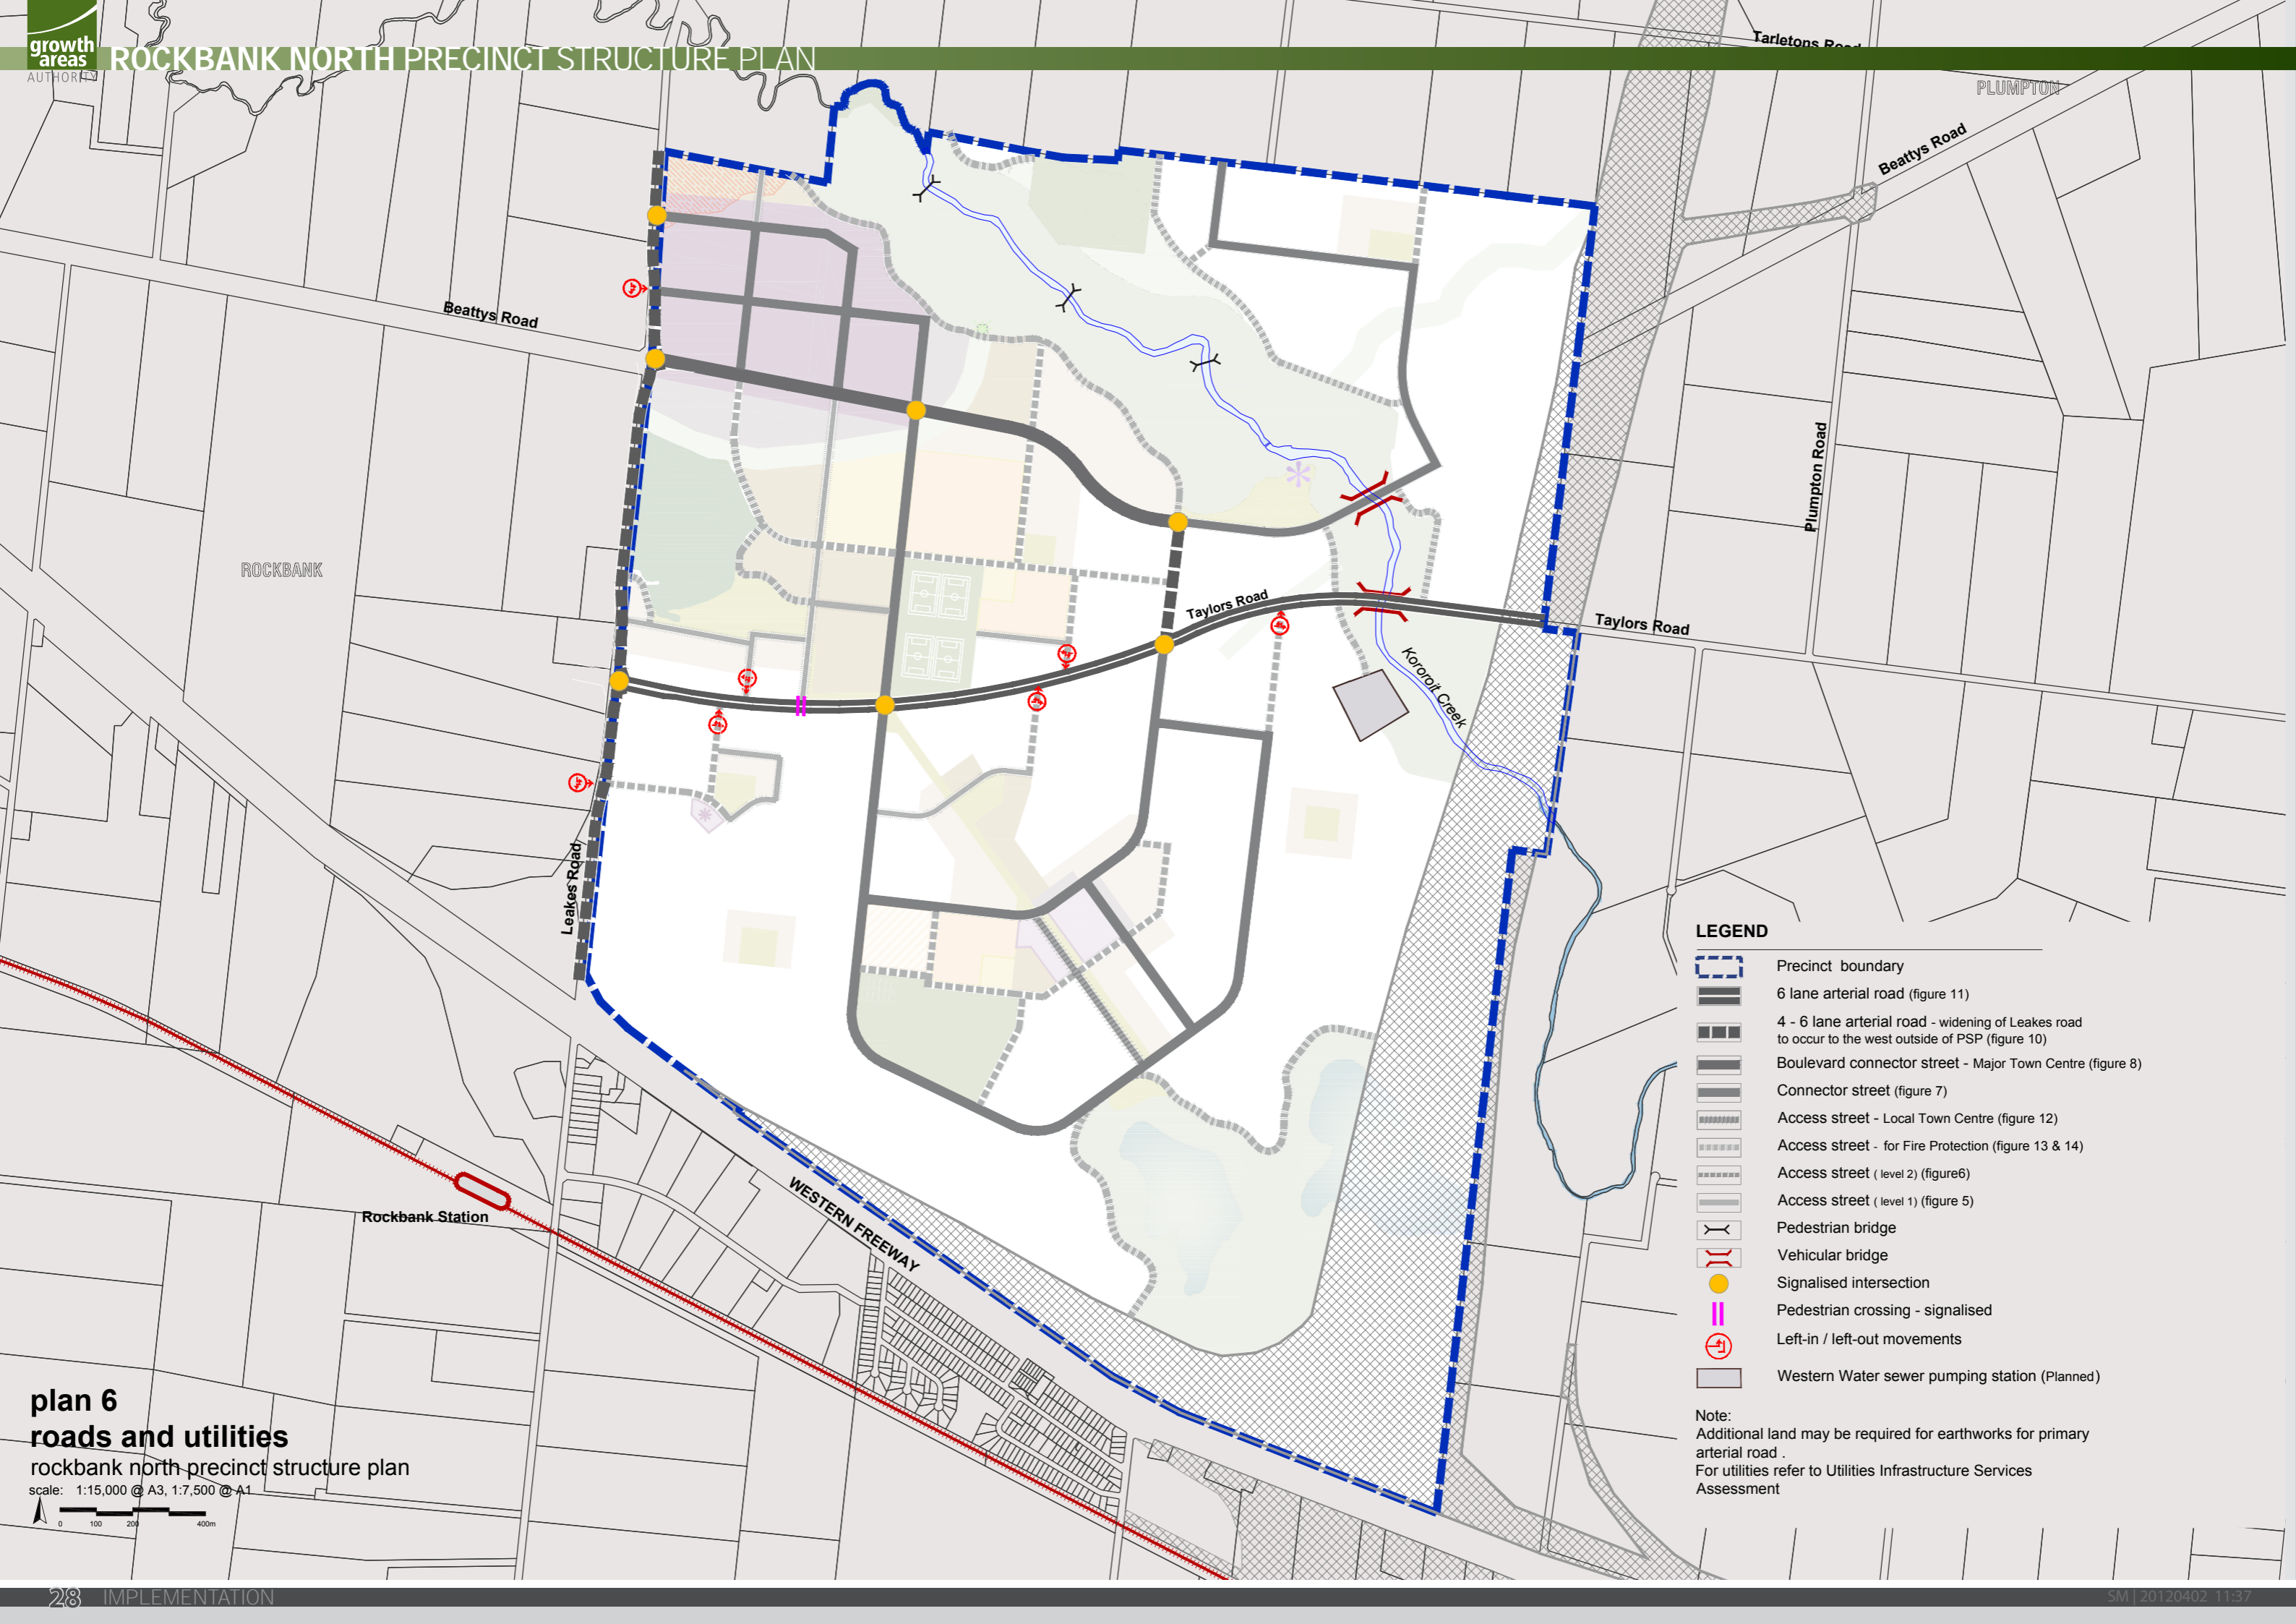 growth
areas
AUTHORITY
ROCKBANK NORTH PRECINCT STRUCTURE PLAN
Tarletons Road
PLUMPTON
Beattys Road
Beattys Road
Plumpton Road
ROCKBANK
Taylors Road
Taylors Road
Kororoit Creek
Leakes Road
Rockbank Station
WESTERN FREEWAY
LEGEND
Precinct boundary
6 lane arterial road (figure 11)
4 - 6 lane arterial road - widening of Leakes road
to occur to the west outside of PSP (figure 10)
Boulevard connector street - Major Town Centre (figure 8)
Connector street (figure 7)
Access street - Local Town Centre (figure 12)
Access street - for Fire Protection (figure 13 & 14)
Access street ( level 2) (figure6)
Access street ( level 1) (figure 5)
Pedestrian bridge
Vehicular bridge
Signalised intersection
Pedestrian crossing - signalised
Left-in / left-out movements
Western Water sewer pumping station (Planned)
Note:
Additional land may be required for earthworks for primary
arterial road .
For utilities refer to Utilities Infrastructure Services
Assessment
plan 6
roads and utilities
rockbank north precinct structure plan
scale: 1:15,000 @ A3, 1:7,500 @ A1
0 100 200 400m
28 IMPLEMENTATION
SM | 20120402 11:37